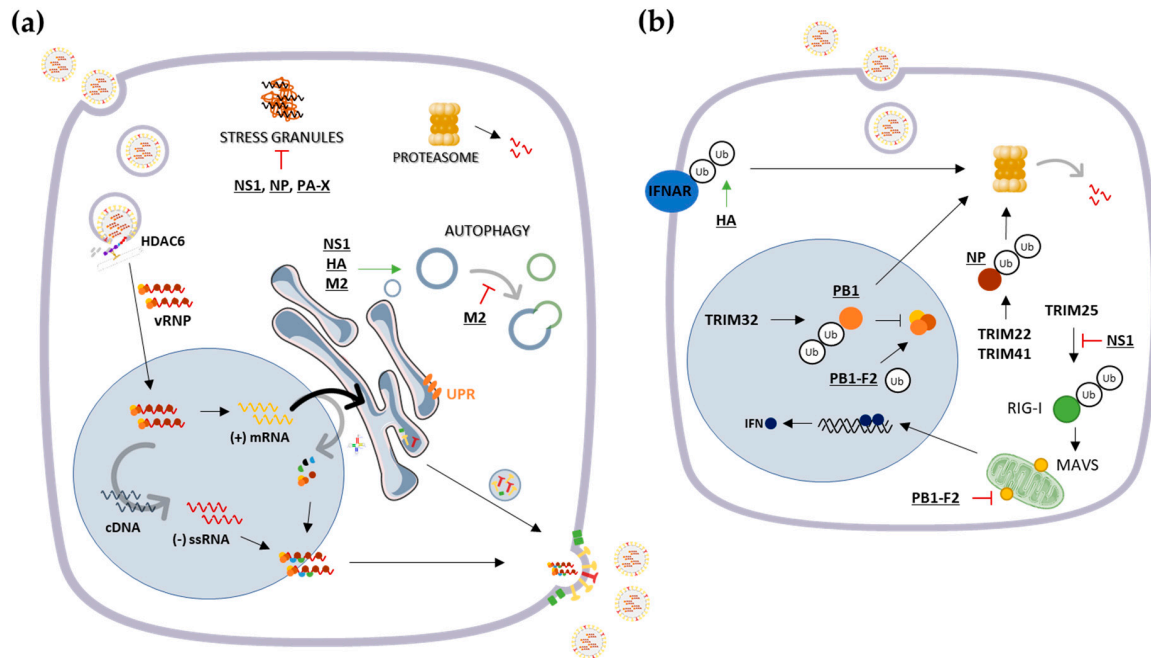 (a)
STRESS GRANULES
NS1, NP, PA-X
PROTEASOME
HDAC6
vRNP
NS1
HA
M2
AUTOPHAGY
M2
UPR
(+) mRNA
cDNA
(-) ssRNA
(b)
IFNAR
Ub
Ub
HA
NP
Ub
Ub
TRIM22
TRIM41
TRIM25
NS1
Ub
Ub
RIG-I
MAVS
PB1-F2
TRIM32
PB1
Ub
Ub
PB1-F2
Ub
IFN